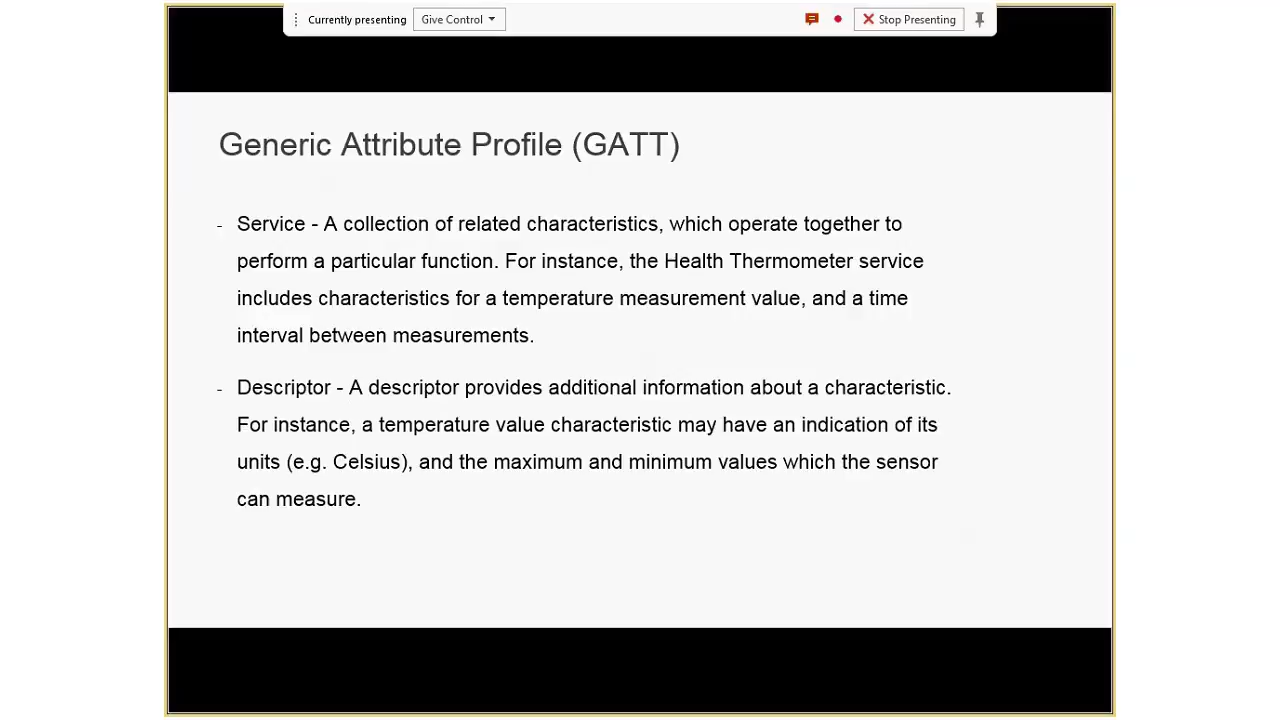 Currently presenting
Give Control
Stop Presenting
Generic Attribute Profile (GATT)
- Service - A collection of related characteristics, which operate together to
perform a particular function. For instance, the Health Thermometer service
includes characteristics for a temperature measurement value, and a time
interval between measurements.
- Descriptor - A descriptor provides additional information about a characteristic.
For instance, a temperature value characteristic may have an indication of its
units (e.g. Celsius), and the maximum and minimum values which the sensor
can measure.